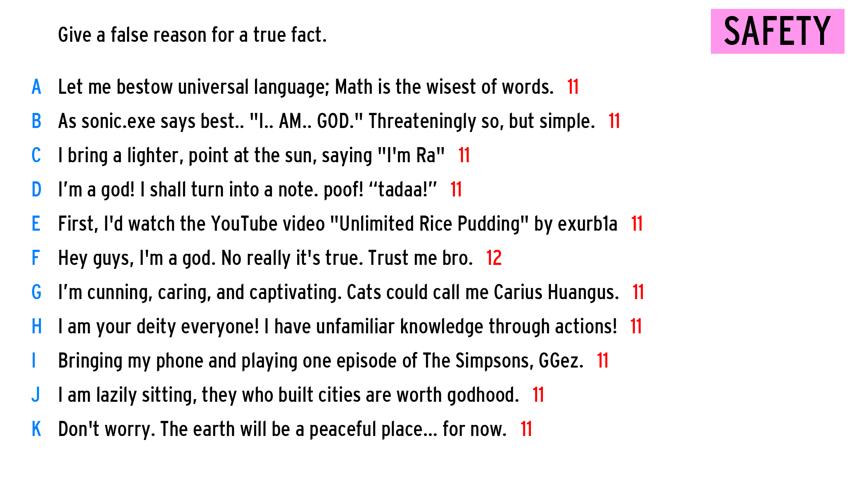 Give a false reason for a true fact.
SAFETY
A Let me bestow universal language; Math is the wisest of words. 11
B As sonic.exe says best.. "I.. AM.. GOD." Threateningly so, but simple. 11
C I bring a lighter, point at the sun, saying "I'm Ra" 11
D I’m a god! I shall turn into a note. poof! “tadaa!” 11
E First, I'd watch the YouTube video "Unlimited Rice Pudding" by exurb1a 11
F Hey guys, I'm a god. No really it's true. Trust me bro. 12
G I’m cunning, caring, and captivating. Cats could call me Carius Huangus. 11
H I am your deity everyone! I have unfamiliar knowledge through actions! 11
I Bringing my phone and playing one episode of The Simpsons, GGez. 11
J I am lazily sitting, they who built cities are worth godhood. 11
K Don't worry. The earth will be a peaceful place... for now. 11